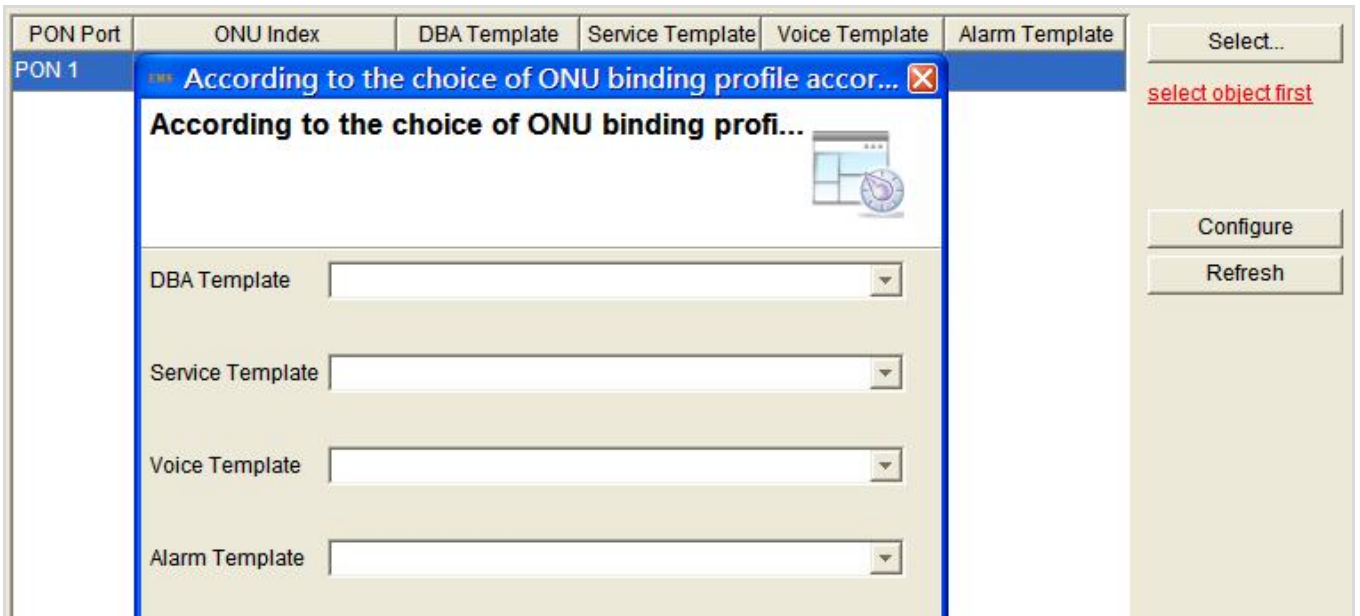 PON Port ONU Index DBA Template Service Template Voice Template Alarm Template
PON 1
EMS According to the choice of ONU binding profile accor...
According to the choice of ONU binding profi...
DBA Template
Service Template
Voice Template
Alarm Template
Select...
select object first
Configure
Refresh